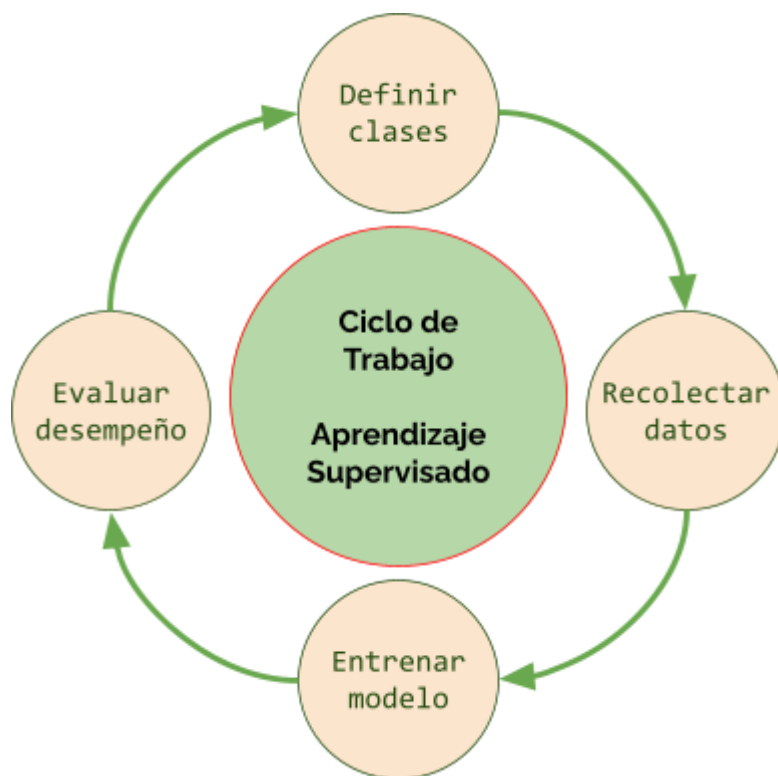 Definir
clases
Ciclo de
Trabajo
Aprendizaje
Supervisado
Recolectar
datos
Entrenar
modelo
Evaluar
desempeño